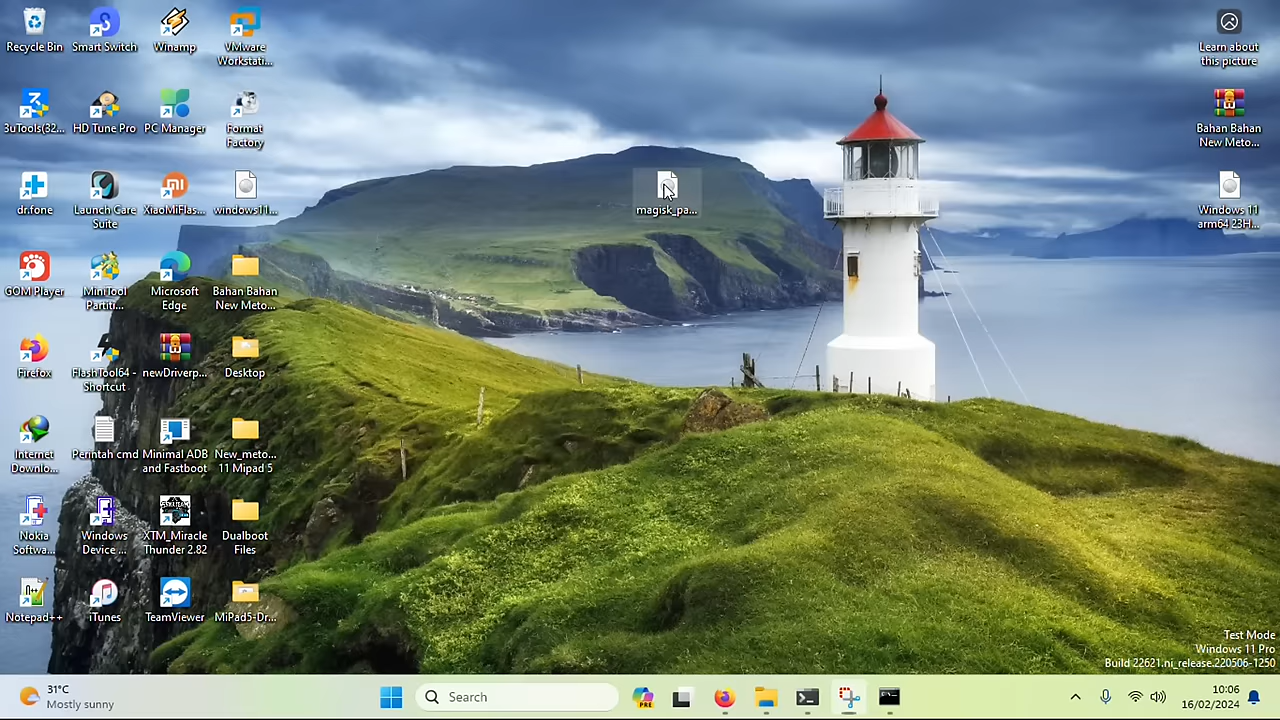 Recycle Bin
Smart Switch
Winamp
VMware
Workstati...
Learn about
this picture
3uTools(32...
HD Tune Pro
PC Manager
Format
Factory
Bahan Bahan
New Meto...
dr.fone
Launch Care
Suite
XiaoMiFlas...
windows11...
magisk_pa...
Windows 11
arm64 23H...
GOM Player
MiniTool
Partiti...
Microsoft
Edge
Bahan Bahan
New Meto...
Firefox
FlashTool64 -
Shortcut
newDriverp...
Desktop
Internet
Downlo...
Perintah cmd
Minimal ADB
and Fastboot
New_meto...
11 Mipad 5
Nokia
Softwa...
Windows
Device ...
XTM_Miracle
Thunder 2.82
Dualboot
Files
Notepad++
iTunes
TeamViewer
MiPad5-Dr...
Test Mode
Windows 11 Pro
Build 22621.ni_release.220506-1250
31°C
Mostly sunny
Search
PRE
10:05
16/02/2024